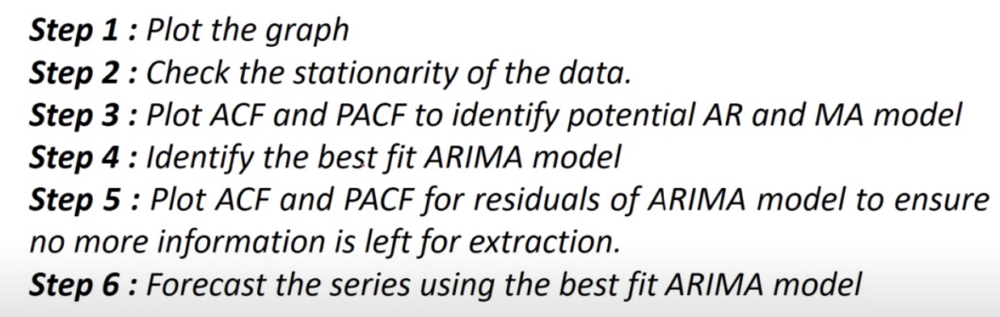 Step 1 : Plot the graph
Step 2 : Check the stationarity of the data.
Step 3 : Plot ACF and PACF to identify potential AR and MA model
Step 4 : Identify the best fit ARIMA model
Step 5 : Plot ACF and PACF for residuals of ARIMA model to ensure
no more information is left for extraction.
Step 6 : Forecast the series using the best fit ARIMA model